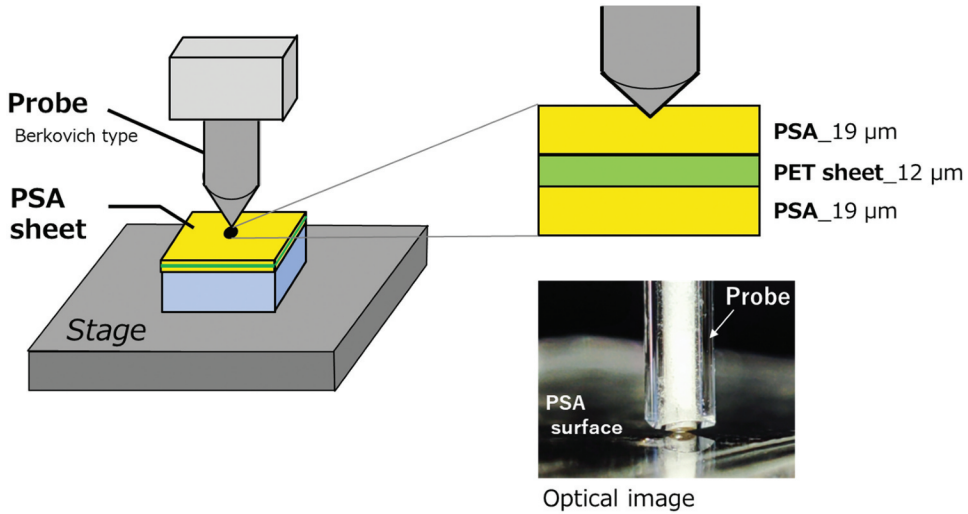 Probe
Berkovich type
PSA
sheet
Stage
PSA_19 μm
PET sheet_12 μm
PSA_19 μm
Probe
PSA
surface
Optical image